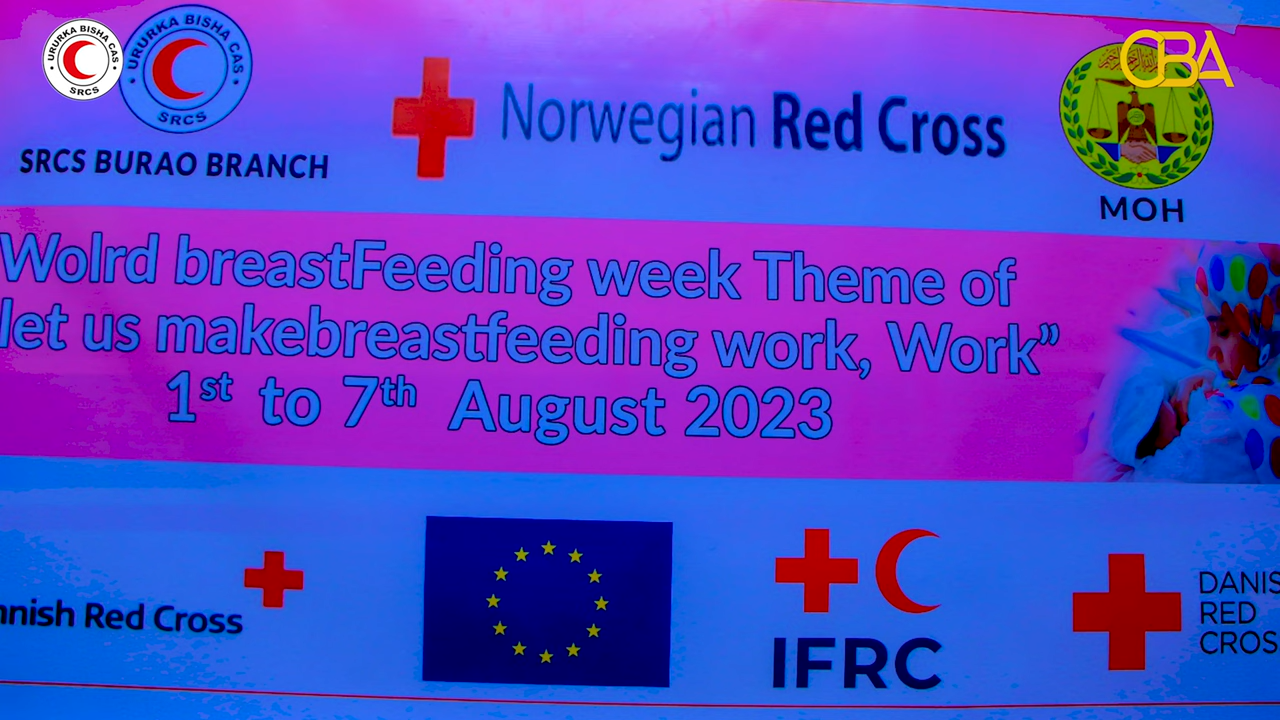 URURKA BISHA CAS
SRCS
URURKA BISHA CAS
SRCS
CBA
SRCS BURAO BRANCH
Norwegian Red Cross
MOH
Wolrd breastFeeding week Theme of
let us makebreastfeeding work, Work”
1st to 7th August 2023
nnish Red Cross
IFRC
DANIS
RED
CROS